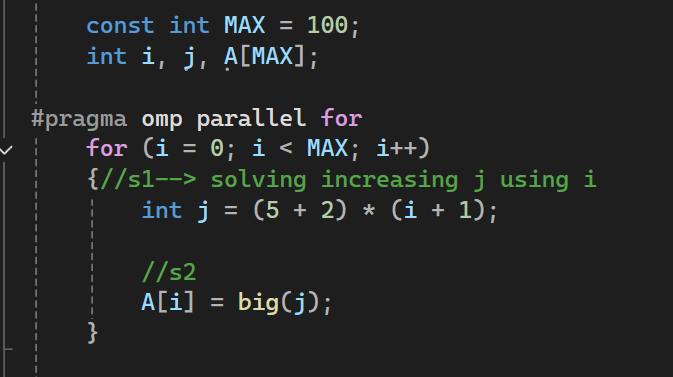 const int MAX = 100;
int i, j, A[MAX];
#pragma omp parallel for
for (i = 0; i < MAX; i++)
{//s1--> solving increasing j using i
int j = (5 + 2) * (i + 1);
//s2
A[i] = big(j);
}